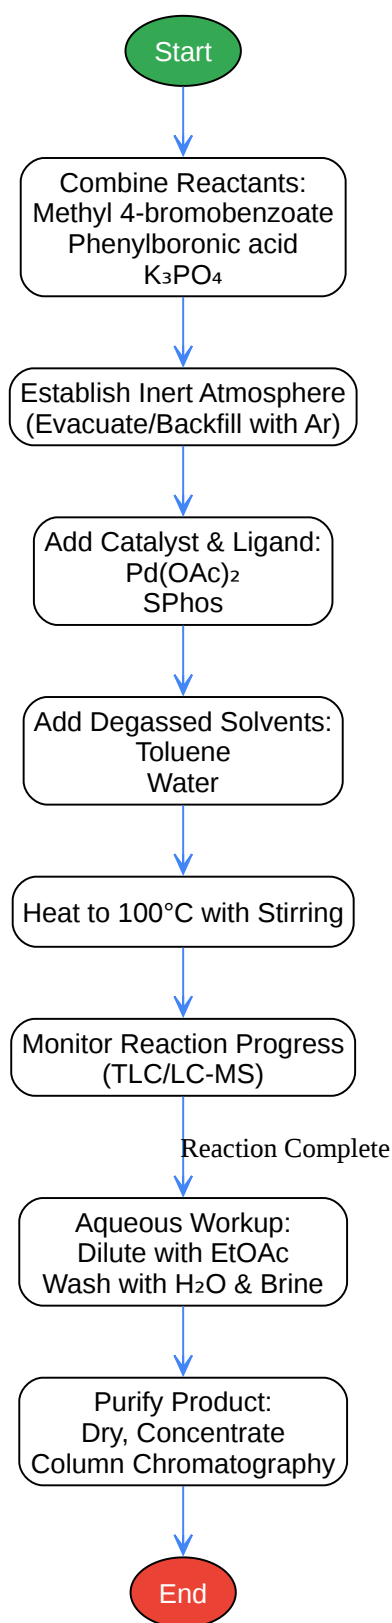 Start
Combine Reactants:
Methyl 4-bromobenzoate
Phenylboronic acid
K₃PO₄
Establish Inert Atmosphere
(Evacuate/Backfill with Ar)
Add Catalyst & Ligand:
Pd(OAc)₂
SPhos
Add Degassed Solvents:
Toluene
Water
Heat to 100°C with Stirring
Monitor Reaction Progress
(TLC/LC-MS)
Reaction Complete
Aqueous Workup:
Dilute with EtOAc
Wash with H₂O & Brine
Purify Product:
Dry, Concentrate
Column Chromatography
End